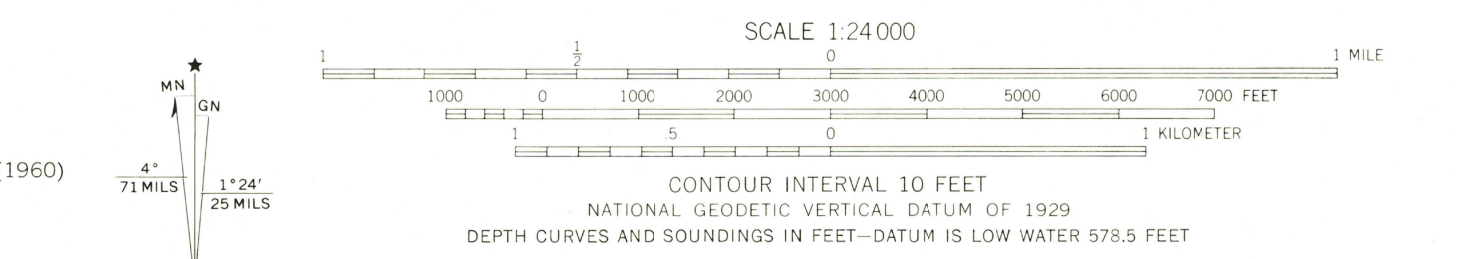 SCALE 1:24 000
1 1/2 0 1 MILE
1000 0 1000 2000 3000 4000 5000 6000 7000 FEET
1 .5 0 1 KILOMETER
CONTOUR INTERVAL 10 FEET
NATIONAL GEODETIC VERTICAL DATUM OF 1929
DEPTH CURVES AND SOUNDINGS IN FEET—DATUM IS LOW WATER 578.5 FEET
★
MN
GN
4°
71 MILS
1°24′
25 MILS
(1960)